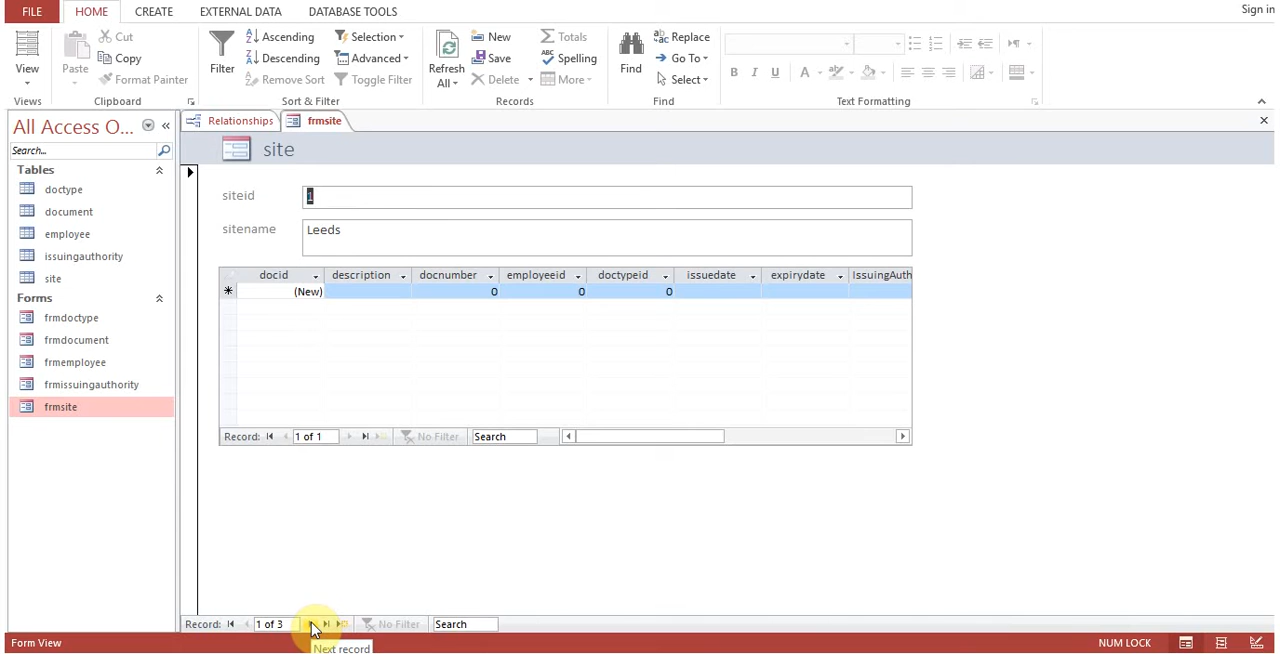 FILE HOME CREATE EXTERNAL DATA DATABASE TOOLS Sign in
View Paste Cut Copy Format Painter Filter Ascending Descending Remove Sort Selection Advanced Toggle Filter Refresh All New Save Delete Totals Spelling More Find Replace Go To Select B I U A
Views Clipboard Sort & Filter Records Find Text Formatting
All Access O... «
Search...
Tables
doctype
document
employee
issuingauthority
site
Forms
frmdoctype
frmdocument
frmemployee
frmissuingauthority
frmsite
Relationships frmsite
site
siteid 1
sitename Leeds
docid description docnumber employeeid doctypeid issuedate expirydate IssuingAuth
* (New) 0 0 0
Record: 1 of 1 No Filter Search
Record: 1 of 3 No Filter Search
Next record
Form View NUM LOCK